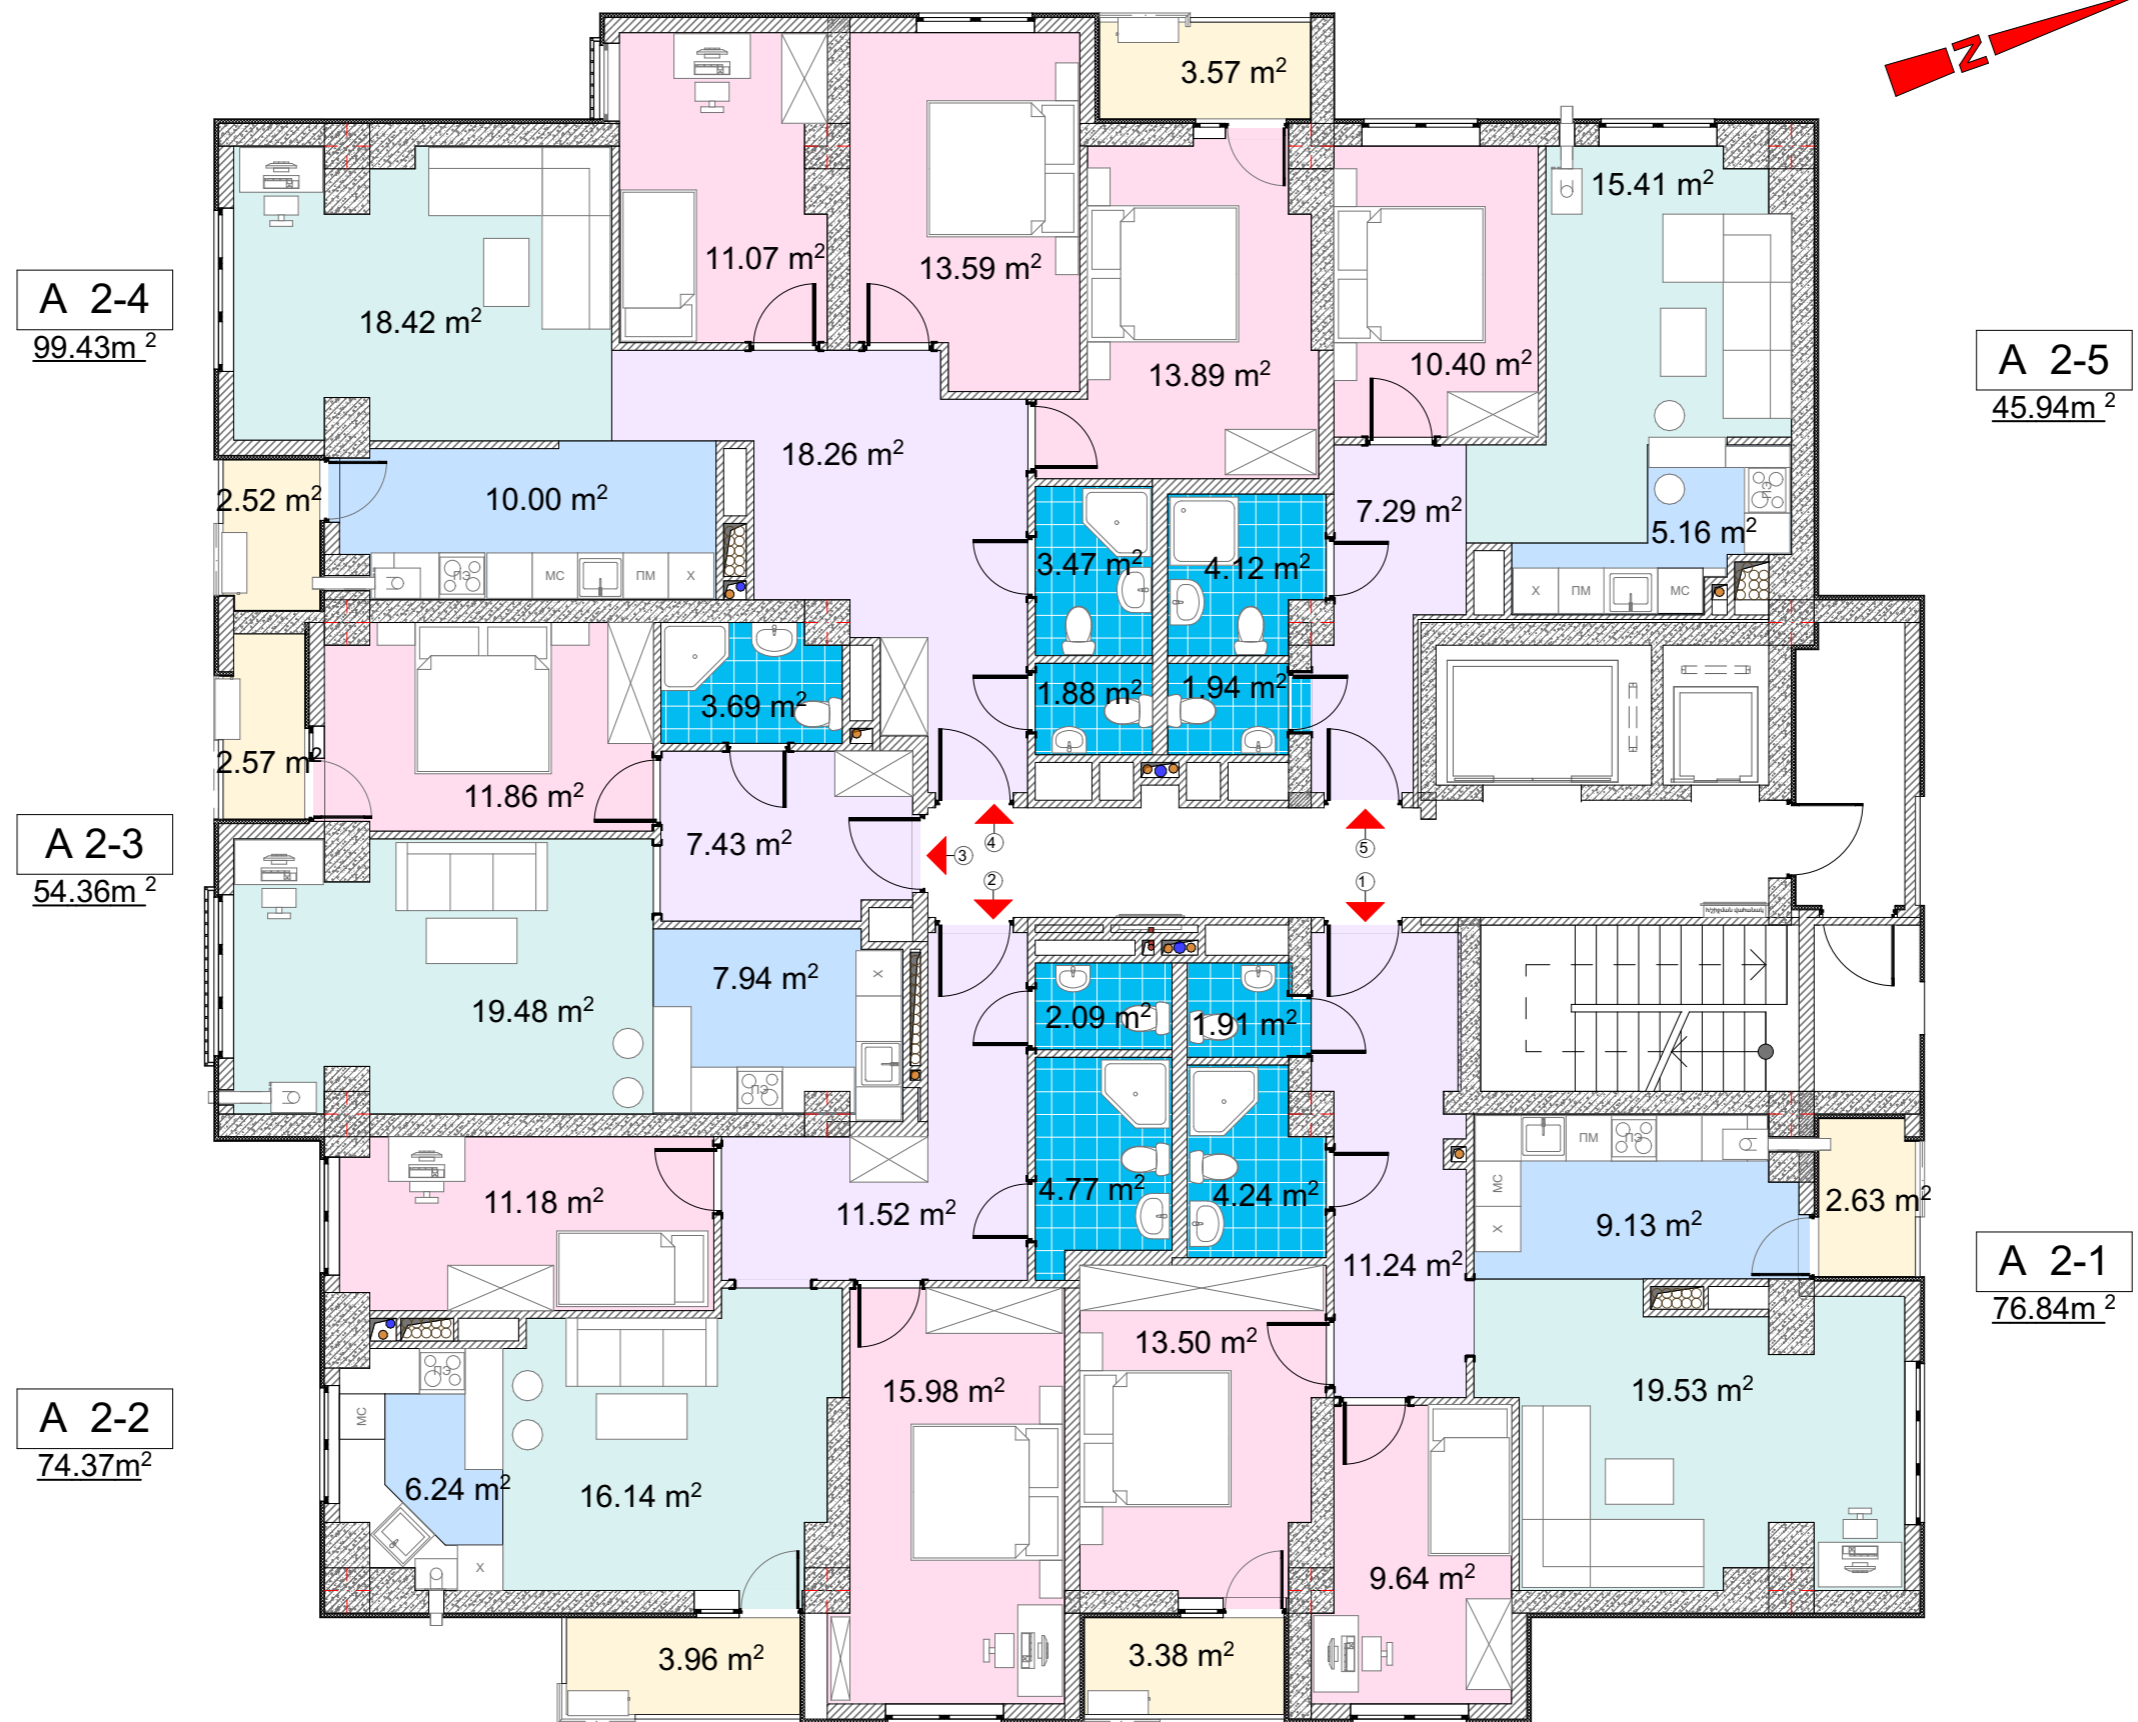 N
3.57 m²
15.41 m²
11.07 m²
13.59 m²
A 2-4
99.43m ²
18.42 m²
13.89 m²
10.40 m²
A 2-5
45.94m ²
18.26 m²
2.52 m²
10.00 m²
7.29 m²
ПЭ
5.16 m²
3.47 m²
4.12 m²
ПЭ
МС
ПМ
Х
Х
ПМ
МС
3.69 m²
1.88 m²
1.94 m²
2.57 m²
11.86 m²
A 2-3
54.36m ²
7.43 m²
3
4
5
2
1
7.94 m²
Х
19.48 m²
2.09 m²
1.91 m²
ПЭ
ПМ
ПЭ
11.18 m²
11.52 m²
4.77 m²
4.24 m²
МС
Х
9.13 m²
2.63 m²
11.24 m²
A 2-1
76.84m ²
13.50 m²
15.98 m²
19.53 m²
A 2-2
74.37m²
ПЭ
МС
6.24 m²
16.14 m²
Х
9.64 m²
3.96 m²
3.38 m²